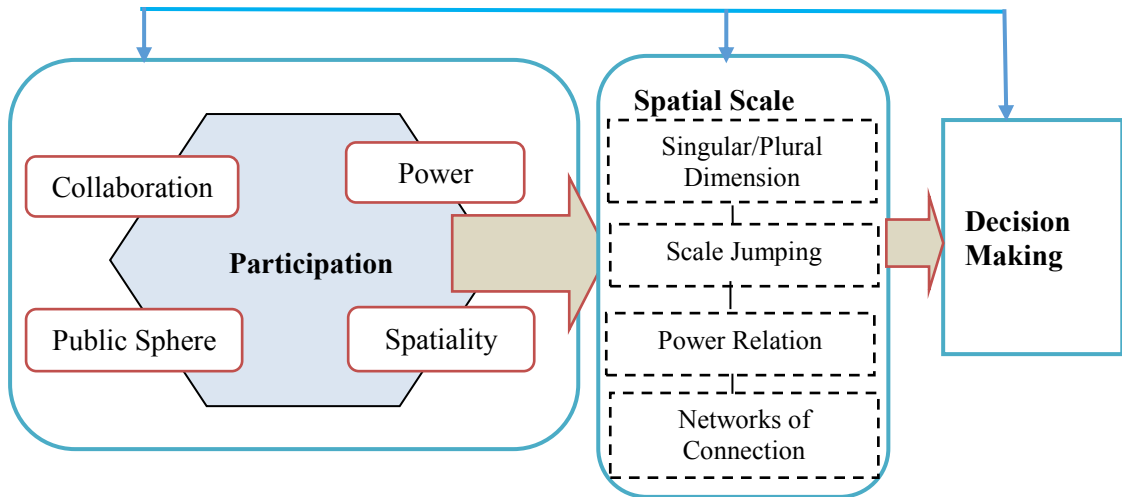 Collaboration
Power
Participation
Public Sphere
Spatiality
Spatial Scale
Singular/Plural
Dimension
Scale Jumping
Power Relation
Networks of
Connection
Decision
Making